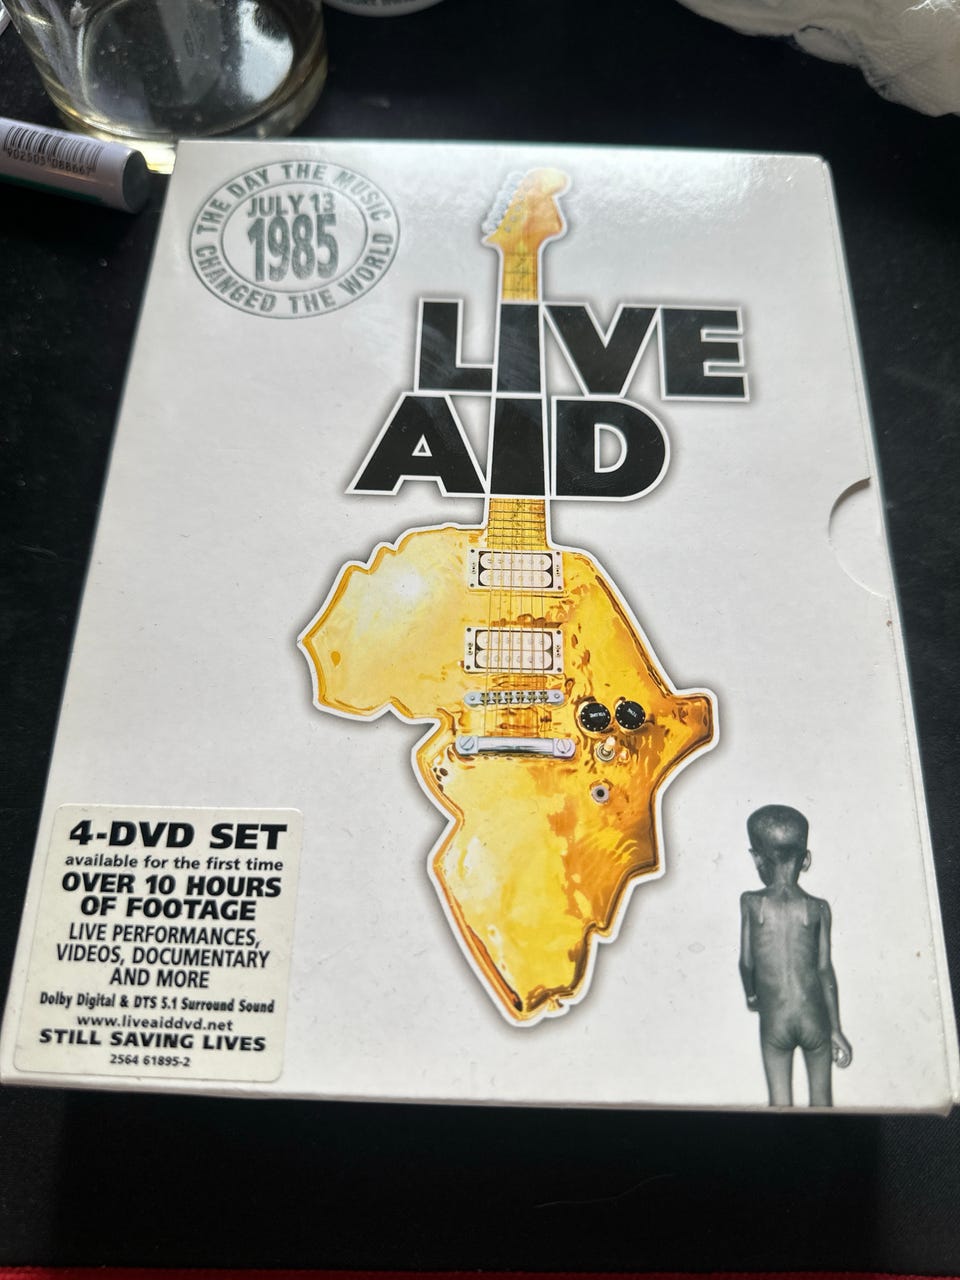 902505 086667
THE DAY THE MUSIC
JULY 13
1985
CHANGED THE WORLD
LIVE
AID
4-DVD SET
available for the first time
OVER 10 HOURS
OF FOOTAGE
LIVE PERFORMANCES,
VIDEOS, DOCUMENTARY
AND MORE
Dolby Digital & DTS 5.1 Surround Sound
www.liveaiddvd.net
STILL SAVING LIVES
2564 61895-2